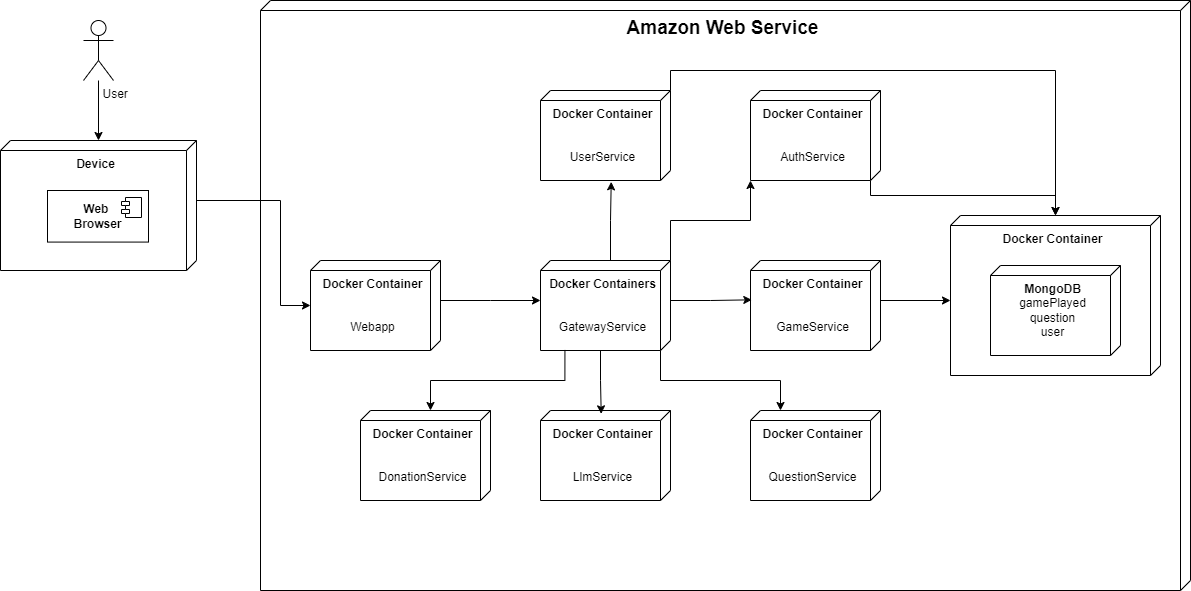 Amazon Web Service
User
Device
Web
Browser
Docker Container
UserService
Docker Container
AuthService
Docker Container
Webapp
Docker Containers
GatewayService
Docker Container
GameService
Docker Container
MongoDB
gamePlayed
question
user
Docker Container
DonationService
Docker Container
LlmService
Docker Container
QuestionService